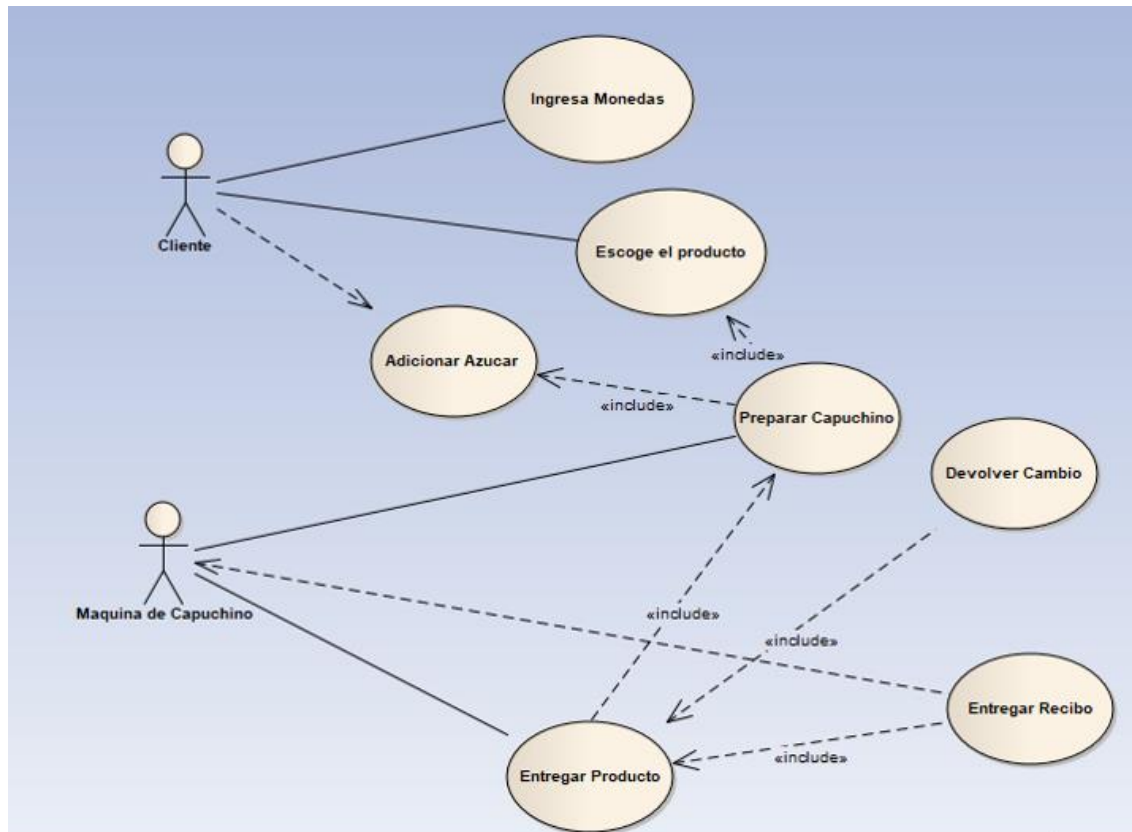 Ingresa Monedas
Cliente
Escoge el producto
Adicionar Azucar
«include»
«include»
Preparar Capuchino
Devolver Cambio
Maquina de Capuchino
«include»
«include»
Entregar Recibo
Entregar Producto
«include»